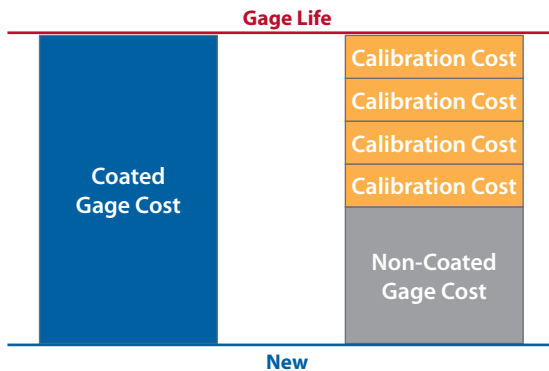 Gage Life
Coated
Gage Cost
Calibration Cost
Calibration Cost
Calibration Cost
Calibration Cost
Non-Coated
Gage Cost
New